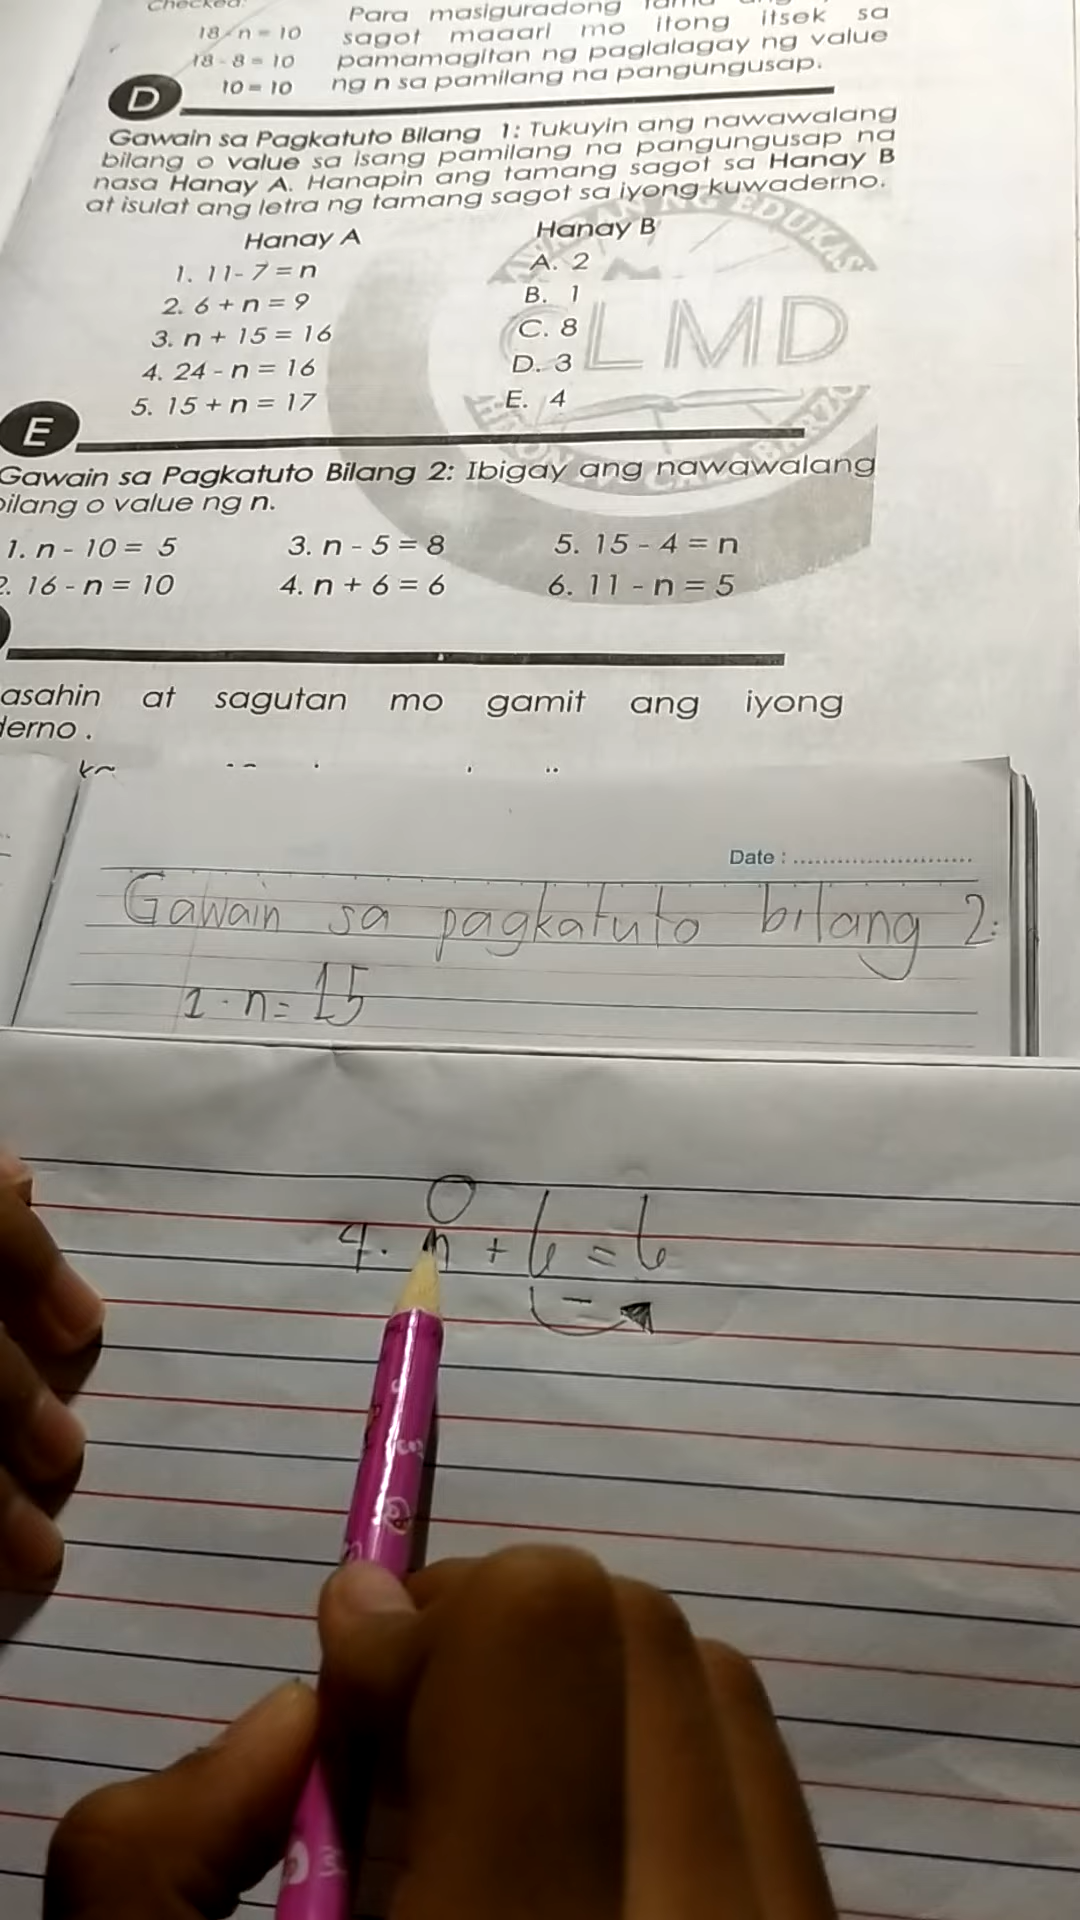 Checked:
Para masiguradong
18 - n = 10 sagot maaari mo itong itsek sa
18 - 8 = 10 pamamagitan ng paglalagay ng value
10 = 10 ng n sa pamilang na pangungusap.
D
Gawain sa Pagkatuto Bilang 1: Tukuyin ang nawawalang
bilang o value sa isang pamilang na pangungusap na
nasa Hanay A. Hanapin ang tamang sagot sa Hanay B
at isulat ang letra ng tamang sagot sa iyong kuwaderno.
Hanay A Hanay B
1. 11- 7 = n A. 2
2. 6 + n = 9 B. 1
3. n + 15 = 16 C. 8
4. 24 - n = 16 D. 3
5. 15 + n = 17 E. 4
CLMD
E
Gawain sa Pagkatuto Bilang 2: Ibigay ang nawawalang
bilang o value ng n.
1. n - 10 = 5 3. n - 5 = 8 5. 15 - 4 = n
2. 16 - n = 10 4. n + 6 = 6 6. 11 - n = 5
asahin at sagutan mo gamit ang iyong
derno .
Date : ..........................
Gawain sa pagkatuto bilang 2:
1. n = 15
0
4. n + 6 = 6
-